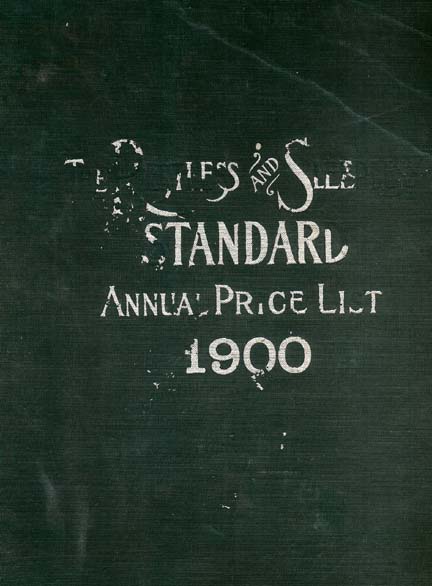 AND
STANDARD
ANNUAL PRICE LIST
1900